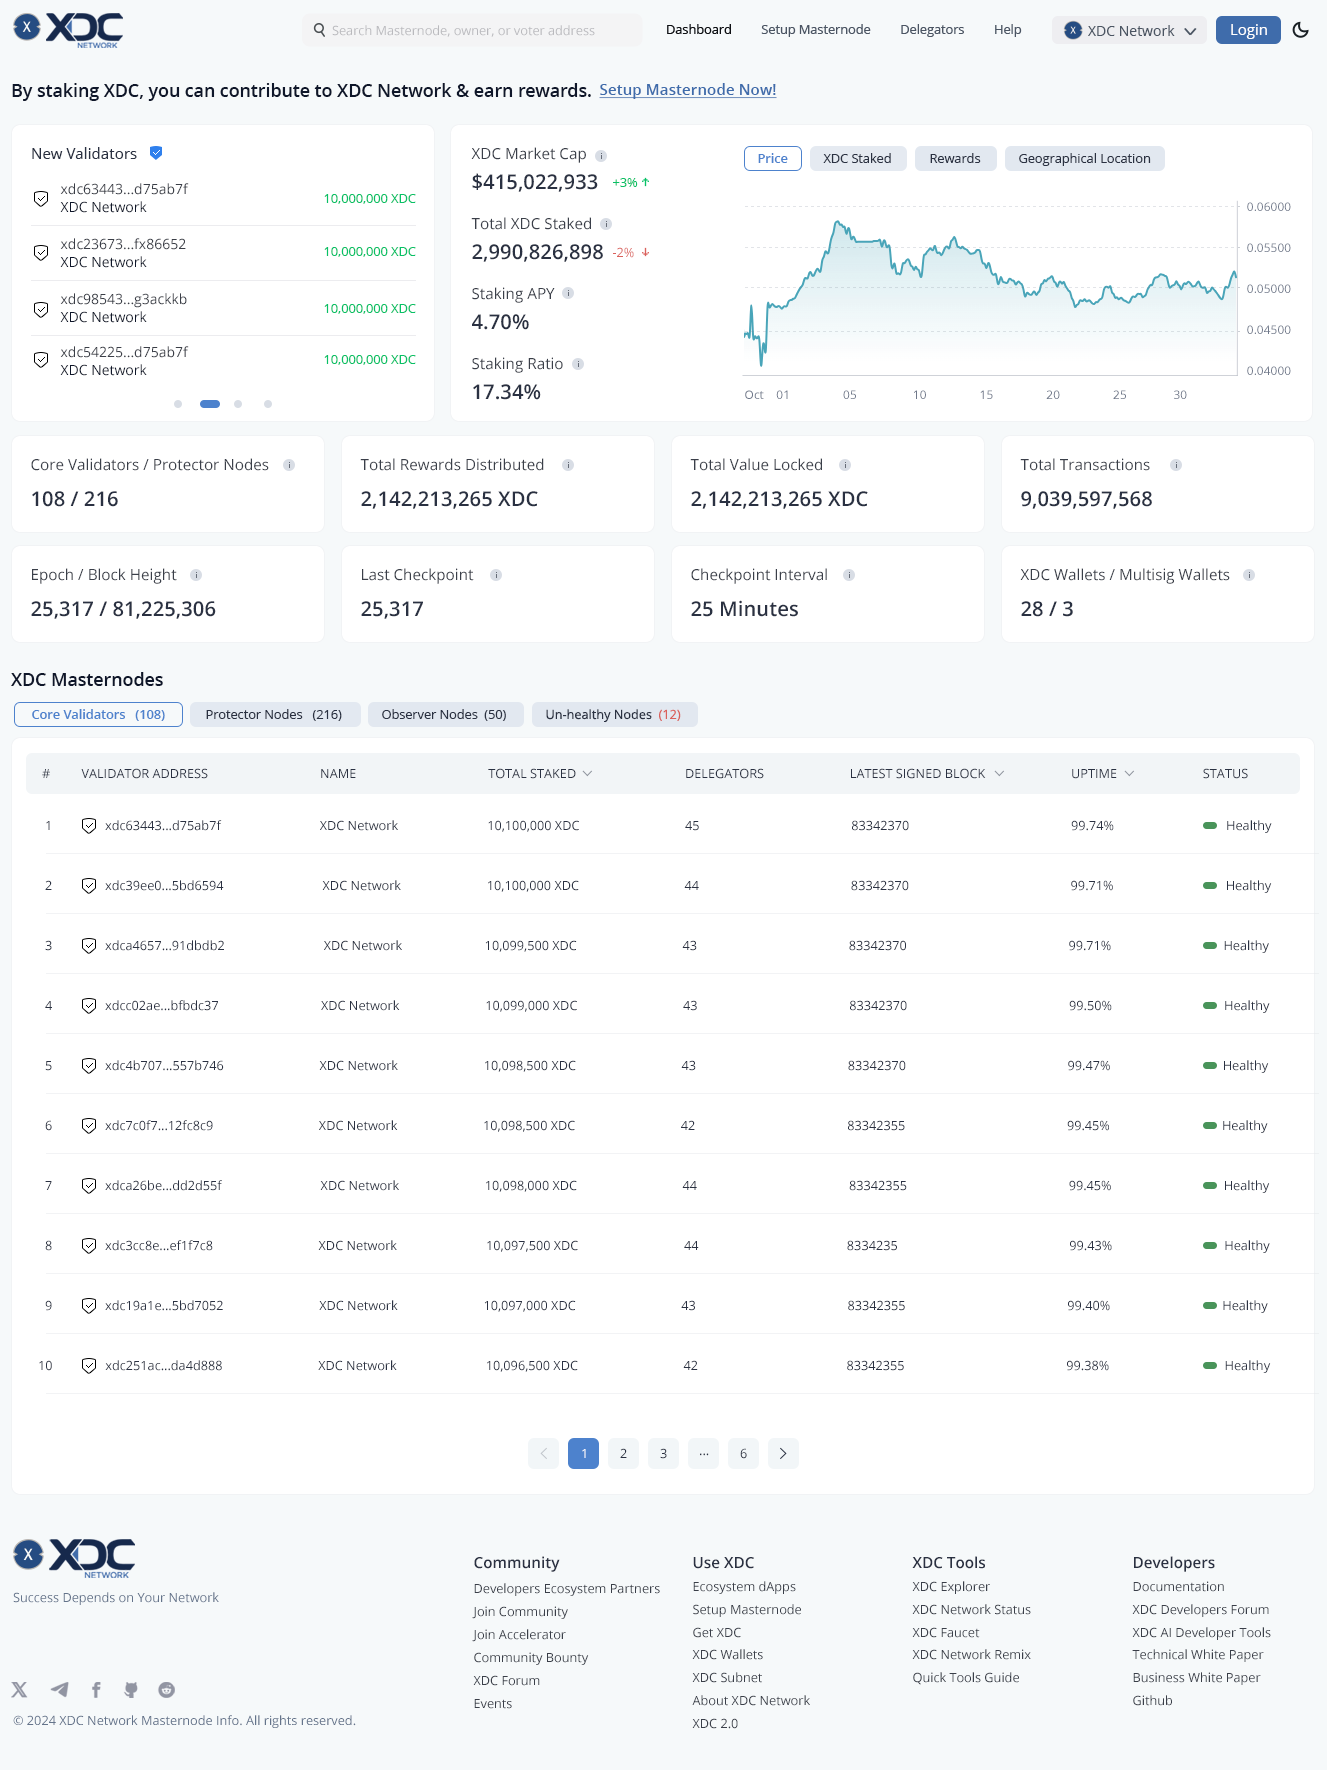 X XDC NETWORK
Search Masternode, owner, or voter address
Dashboard
Setup Masternode
Delegators
Help
X XDC Network
Login
By staking XDC, you can contribute to XDC Network & earn rewards. Setup Masternode Now!
New Validators
xdc63443...d75ab7f
XDC Network
10,000,000 XDC
xdc23673...fx86652
XDC Network
10,000,000 XDC
xdc98543...g3ackkb
XDC Network
10,000,000 XDC
xdc54225...d75ab7f
XDC Network
10,000,000 XDC
XDC Market Cap i
$415,022,933 +3% ↑
Total XDC Staked i
2,990,826,898 -2% ↓
Staking APY i
4.70%
Staking Ratio i
17.34%
Price
XDC Staked
Rewards
Geographical Location
0.06000
0.05500
0.05000
0.04500
0.04000
Oct 01 05 10 15 20 25 30
Core Validators / Protector Nodes i
108 / 216
Total Rewards Distributed i
2,142,213,265 XDC
Total Value Locked i
2,142,213,265 XDC
Total Transactions i
9,039,597,568
Epoch / Block Height i
25,317 / 81,225,306
Last Checkpoint i
25,317
Checkpoint Interval i
25 Minutes
XDC Wallets / Multisig Wallets i
28 / 3
XDC Masternodes
Core Validators (108)
Protector Nodes (216)
Observer Nodes (50)
Un-healthy Nodes (12)
# VALIDATOR ADDRESS NAME TOTAL STAKED DELEGATORS LATEST SIGNED BLOCK UPTIME STATUS
1 xdc63443...d75ab7f XDC Network 10,100,000 XDC 45 83342370 99.74% Healthy
2 xdc39ee0...5bd6594 XDC Network 10,100,000 XDC 44 83342370 99.71% Healthy
3 xdca4657...91dbdb2 XDC Network 10,099,500 XDC 43 83342370 99.71% Healthy
4 xdcc02ae...bfbdc37 XDC Network 10,099,000 XDC 43 83342370 99.50% Healthy
5 xdc4b707...557b746 XDC Network 10,098,500 XDC 43 83342370 99.47% Healthy
6 xdc7c0f7...12fc8c9 XDC Network 10,098,500 XDC 42 83342355 99.45% Healthy
7 xdca26be...dd2d55f XDC Network 10,098,000 XDC 44 83342355 99.45% Healthy
8 xdc3cc8e...ef1f7c8 XDC Network 10,097,500 XDC 44 8334235 99.43% Healthy
9 xdc19a1e...5bd7052 XDC Network 10,097,000 XDC 43 83342355 99.40% Healthy
10 xdc251ac...da4d888 XDC Network 10,096,500 XDC 42 83342355 99.38% Healthy
1 2 3 ... 6
X XDC NETWORK
Success Depends on Your Network
© 2024 XDC Network Masternode Info. All rights reserved.
Community
Developers Ecosystem Partners
Join Community
Join Accelerator
Community Bounty
XDC Forum
Events
Use XDC
Ecosystem dApps
Setup Masternode
Get XDC
XDC Wallets
XDC Subnet
About XDC Network
XDC 2.0
XDC Tools
XDC Explorer
XDC Network Status
XDC Faucet
XDC Network Remix
Quick Tools Guide
Developers
Documentation
XDC Developers Forum
XDC AI Developer Tools
Technical White Paper
Business White Paper
Github